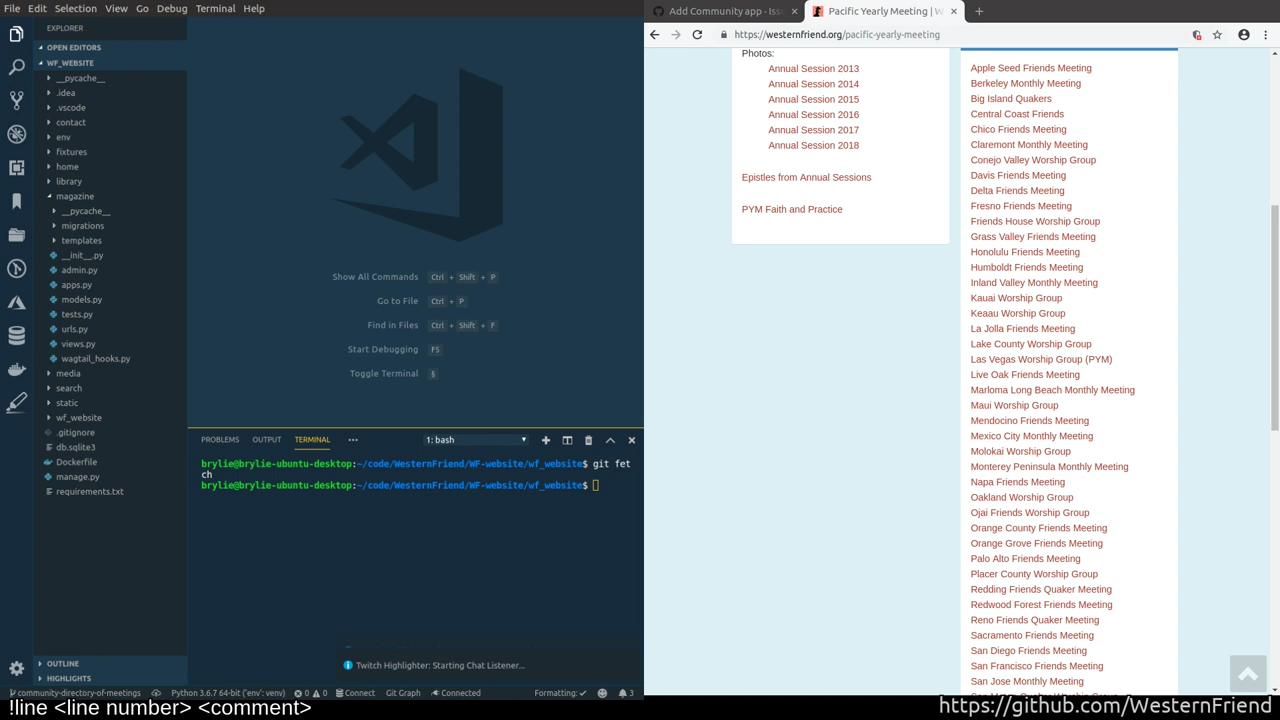 File Edit Selection View Go Debug Terminal Help
EXPLORER
OPEN EDITORS
WF_WEBSITE
__pycache__
.idea
.vscode
contact
env
fixtures
home
library
magazine
__pycache__
migrations
templates
__init__.py
admin.py
apps.py
models.py
tests.py
urls.py
views.py
wagtail_hooks.py
media
search
static
wf_website
.gitignore
db.sqlite3
Dockerfile
manage.py
requirements.txt
OUTLINE
HIGHLIGHTS
Show All Commands Ctrl + Shift + P
Go to File Ctrl + P
Find in Files Ctrl + Shift + F
Start Debugging F5
Toggle Terminal §
PROBLEMS OUTPUT TERMINAL ••• 1: bash
brylie@brylie-ubuntu-desktop:~/code/WesternFriend/WF-website/wf_website$ git fet
ch
brylie@brylie-ubuntu-desktop:~/code/WesternFriend/WF-website/wf_website$
Twitch Highlighter: Starting Chat Listener...
community-directory-of-meetings Python 3.6.7 64-bit ('env': venv) 0 0 Connect Git Graph Connected Formatting: ✓ 3
!line <line number> <comment>
Add Community app - Iss
Pacific Yearly Meeting | W
https://westernfriend.org/pacific-yearly-meeting
Photos:
Annual Session 2013
Annual Session 2014
Annual Session 2015
Annual Session 2016
Annual Session 2017
Annual Session 2018
Epistles from Annual Sessions
PYM Faith and Practice
Apple Seed Friends Meeting
Berkeley Monthly Meeting
Big Island Quakers
Central Coast Friends
Chico Friends Meeting
Claremont Monthly Meeting
Conejo Valley Worship Group
Davis Friends Meeting
Delta Friends Meeting
Fresno Friends Meeting
Friends House Worship Group
Grass Valley Friends Meeting
Honolulu Friends Meeting
Humboldt Friends Meeting
Inland Valley Monthly Meeting
Kauai Worship Group
Keaau Worship Group
La Jolla Friends Meeting
Lake County Worship Group
Las Vegas Worship Group (PYM)
Live Oak Friends Meeting
Marloma Long Beach Monthly Meeting
Maui Worship Group
Mendocino Friends Meeting
Mexico City Monthly Meeting
Molokai Worship Group
Monterey Peninsula Monthly Meeting
Napa Friends Meeting
Oakland Worship Group
Ojai Friends Worship Group
Orange County Friends Meeting
Orange Grove Friends Meeting
Palo Alto Friends Meeting
Placer County Worship Group
Redding Friends Quaker Meeting
Redwood Forest Friends Meeting
Reno Friends Quaker Meeting
Sacramento Friends Meeting
San Diego Friends Meeting
San Francisco Friends Meeting
San Jose Monthly Meeting
https://github.com/WesternFriend